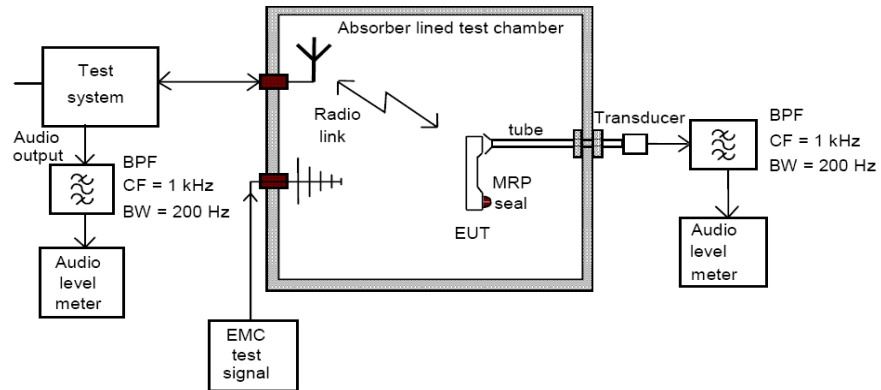 Absorber lined test chamber
Test
system
Audio
output
BPF
CF = 1 kHz
BW = 200 Hz
Audio
level
meter
Radio
link
EMC
test
signal
tube
MRP
seal
EUT
Transducer
BPF
CF = 1 kHz
BW = 200 Hz
Audio
level meter